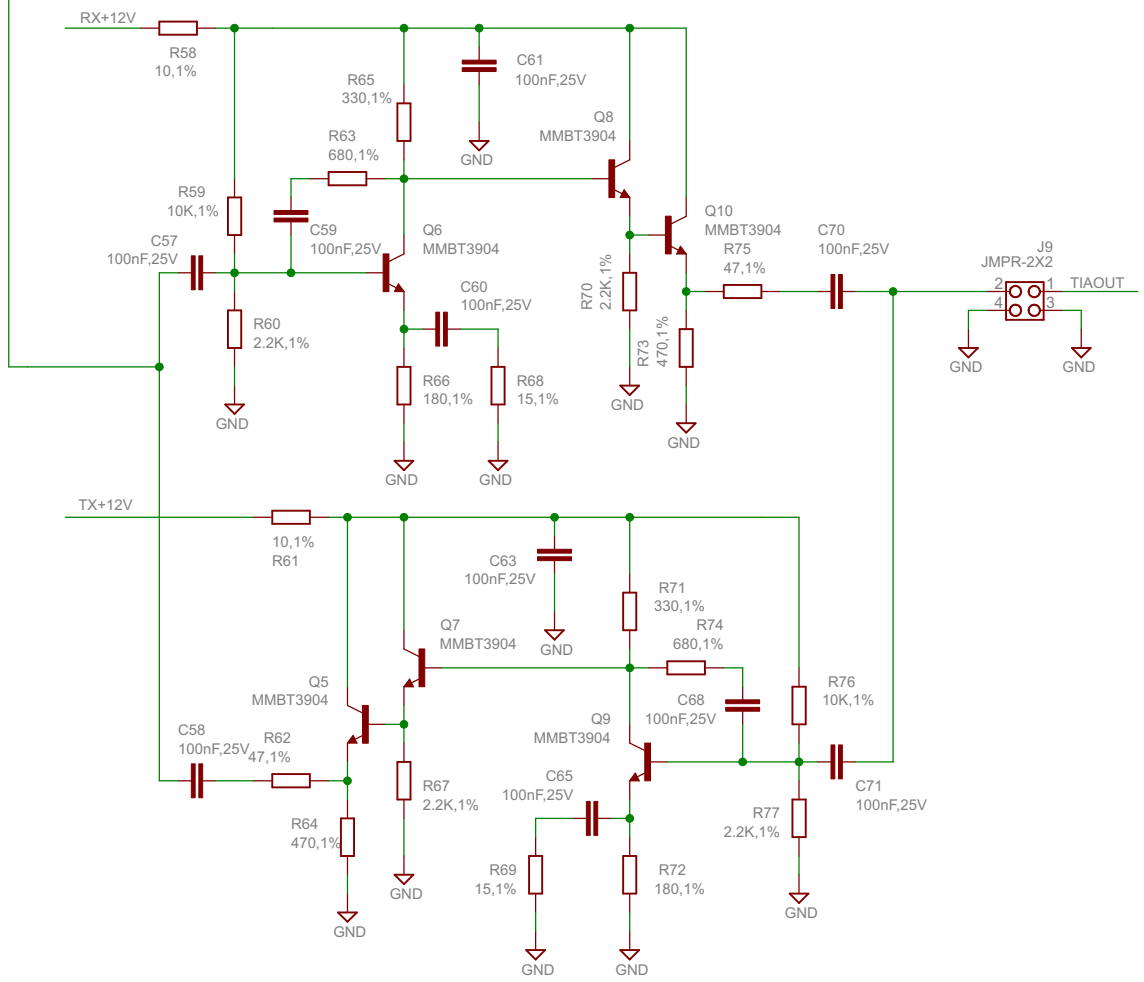 RX+12V
R58
10,1%
R65
330,1%
C61
100nF,25V
GND
R63
680,1%
Q8
MMBT3904
R59
10K,1%
C57
100nF,25V
C59
100nF,25V
Q6
MMBT3904
C60
100nF,25V
Q10
MMBT3904
R75
47,1%
C70
100nF,25V
J9
JMPR-2X2
2
1
4
3
TIAOUT
GND
GND
R60
2.2K,1%
GND
R66
180,1%
R68
15,1%
GND
GND
R70
2.2K,1%
GND
R73
470,1%
GND
TX+12V
10,1%
R61
C63
100nF,25V
GND
R71
330,1%
R74
680,1%
Q7
MMBT3904
Q5
MMBT3904
C58
100nF,25V
R62
47,1%
R67
2.2K,1%
GND
R64
470,1%
GND
Q9
MMBT3904
C68
100nF,25V
R76
10K,1%
C65
100nF,25V
C71
100nF,25V
R77
2.2K,1%
GND
R69
15,1%
R72
180,1%
GND
GND